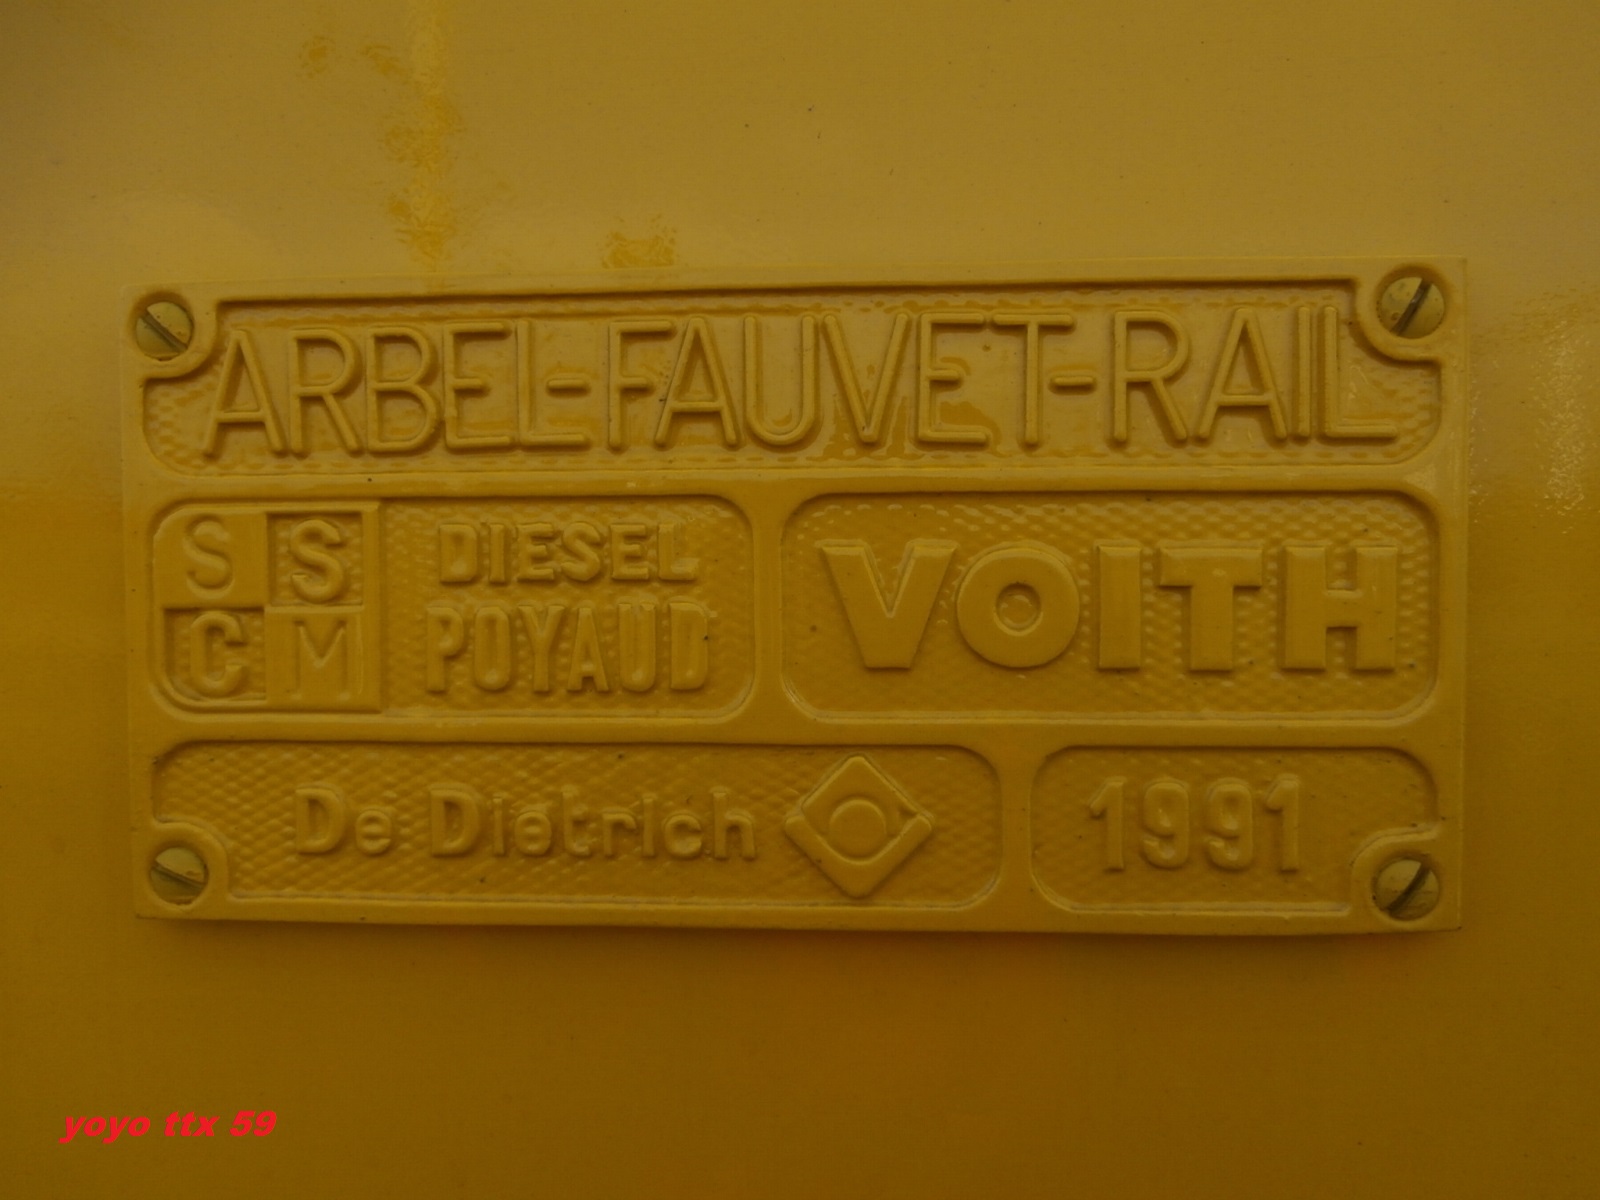 ARBEL-FAUVET-RAIL
S S
C M
DIESEL
POYAUD
VOITH
De Dietrich
1991
yoyo ttx 59